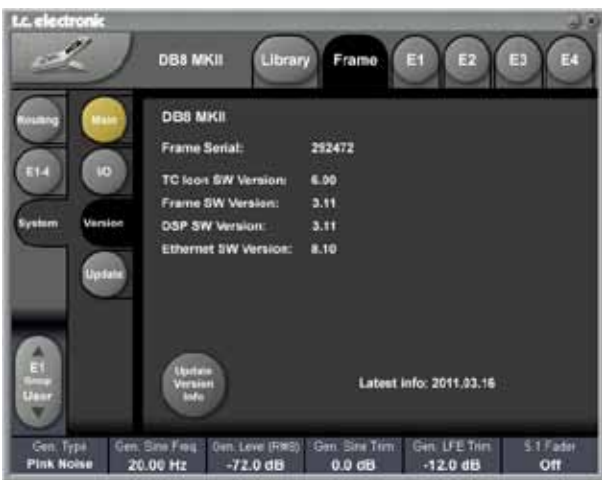 t.c. electronic
DB8 MKII
Library
Frame
E1
E2
E3
E4
Routing
Main
DB8 MKII
Frame Serial: 292472
E1-4
I/O
TC Icon SW Version: 6.00
Frame SW Version: 3.11
System
Version
DSP SW Version: 3.11
Ethernet SW Version: 8.10
Update
E1
Group
User
Update
Version
Info
Latest info: 2011.03.16
Gen. Type
Gen. Sine Freq
Gen. Level (RMS)
Gen. Sine Trim
Gen. LFE Trim
5.1 Fader
Pink Noise
20.00 Hz
-72.0 dB
0.0 dB
-12.0 dB
Off